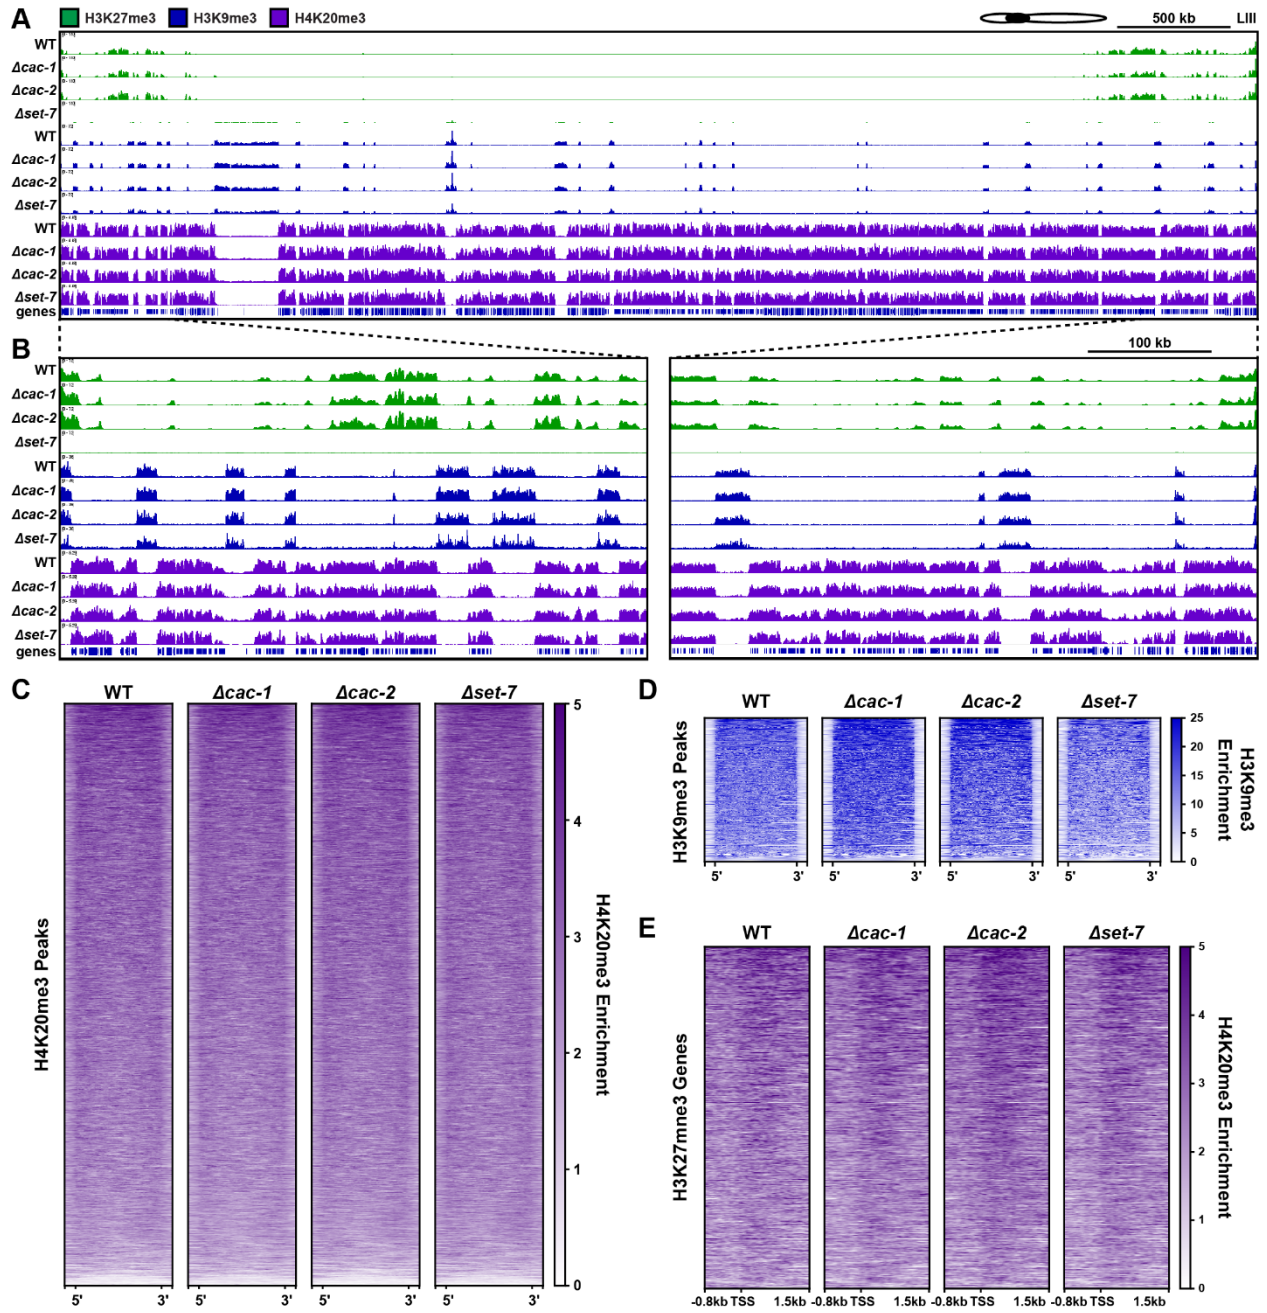 A H3K27me3 H3K9me3 H4K20me3 500 kb LIII
WT
Δcac-1
Δcac-2
Δset-7
WT
Δcac-1
Δcac-2
Δset-7
WT
Δcac-1
Δcac-2
Δset-7
genes
B 100 kb
WT
Δcac-1
Δcac-2
Δset-7
WT
Δcac-1
Δcac-2
Δset-7
WT
Δcac-1
Δcac-2
Δset-7
genes
C WT Δcac-1 Δcac-2 Δset-7
H4K20me3 Peaks
5
4
3
2
1
0
H4K20me3 Enrichment
5' 3' 5' 3' 5' 3' 5' 3'
D WT Δcac-1 Δcac-2 Δset-7
H3K9me3 Peaks
25
20
15
10
5
0
H3K9me3
Enrichment
5' 3' 5' 3' 5' 3' 5' 3'
E WT Δcac-1 Δcac-2 Δset-7
H3K27mne3 Genes
5
4
3
2
1
0
H4K20me3 Enrichment
-0.8kb TSS 1.5kb -0.8kb TSS 1.5kb -0.8kb TSS 1.5kb -0.8kb TSS 1.5kb